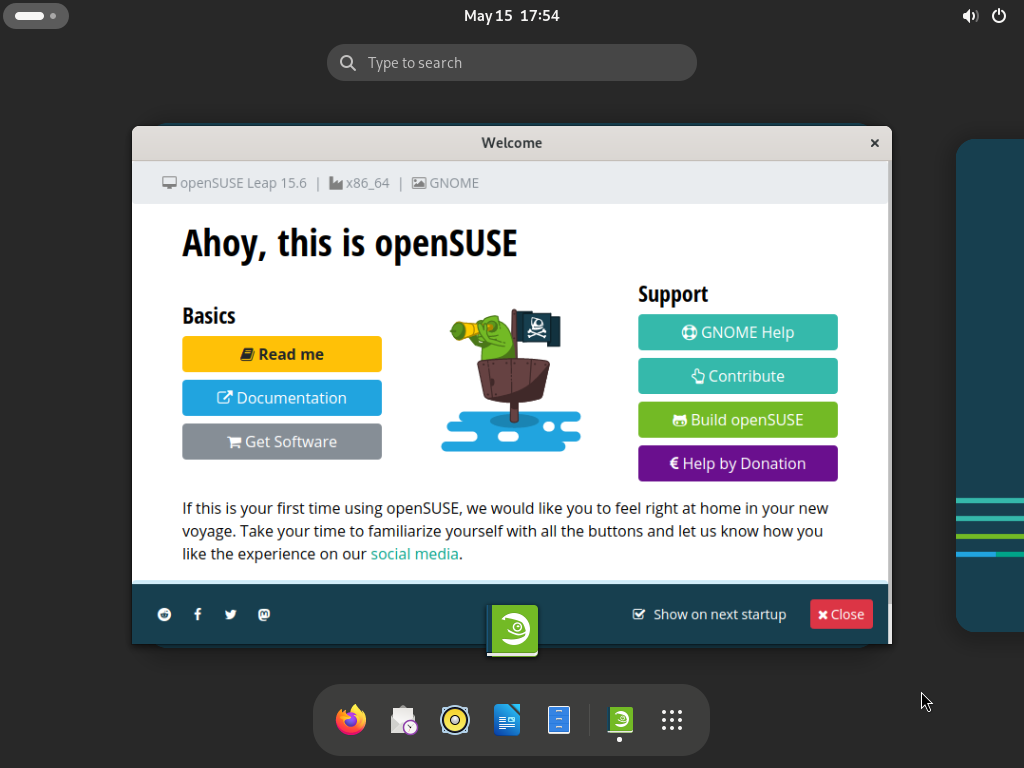 May 15 17:54
Type to search
Welcome
openSUSE Leap 15.6 | x86_64 | GNOME
Ahoy, this is openSUSE
Basics
Read me
Documentation
Get Software
Support
GNOME Help
Contribute
Build openSUSE
Help by Donation
If this is your first time using openSUSE, we would like you to feel right at home in your new
voyage. Take your time to familiarize yourself with all the buttons and let us know how you
like the experience on our social media.
Show on next startup
Close